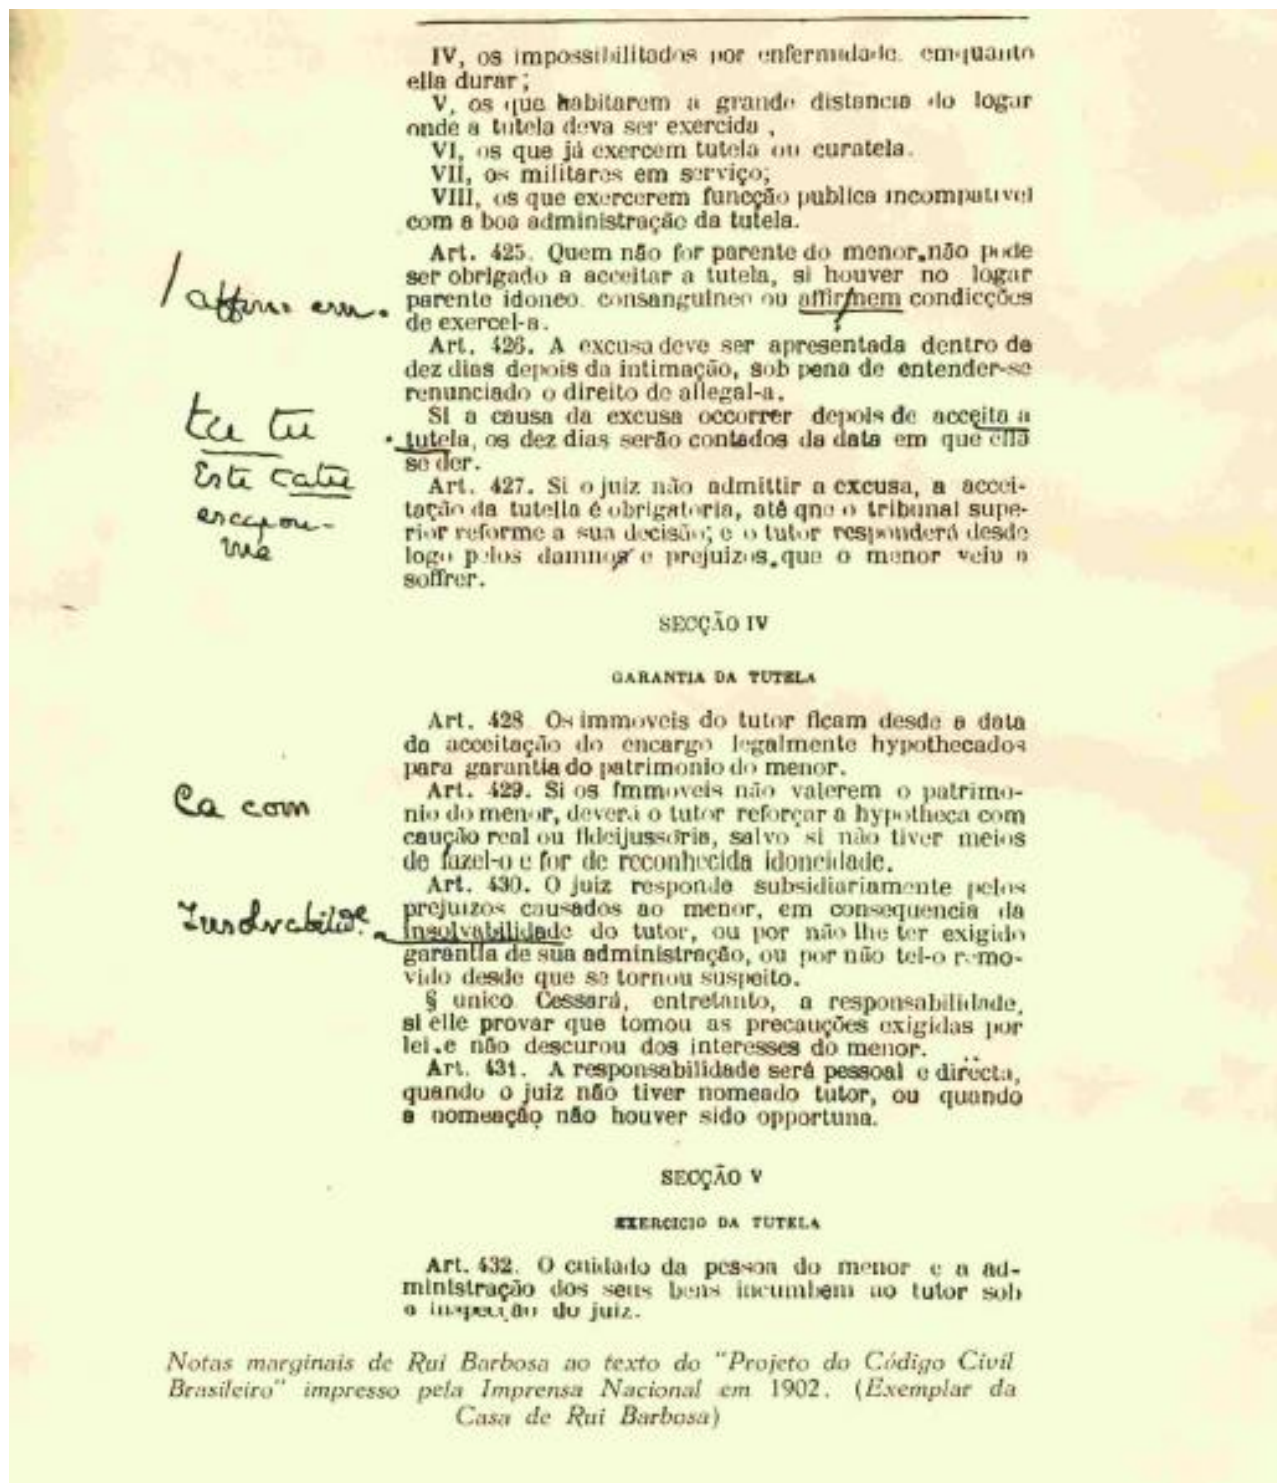 IV, os impossibilitados por enfermidade, emquanto
ella durar;
V, os que habitarem a grande distancia do logar
onde a tutela deva ser exercida,
VI, os que já exercem tutela ou curatela.
VII, os militares em serviço;
VIII, os que exercerem funcção publica incompativel
com a boa administração da tutela.
Art. 425. Quem não for parente do menor, não póde
ser obrigado a acceitar a tutela, si houver no logar
/ affim em
parente idoneo, consanguineo ou affirmem condicções
de exercel-a.
Art. 426. A excusa deve ser apresentada dentro de
dez dias depois da intimação, sob pena de entender-se
renunciado o direito de allegal-a.
Si a causa da excusa occorrer depois de acceita a
ta tu
tutela, os dez dias serão contados da data em que ella
se der.
Este catu
escapou-
me
Art. 427. Si o juiz não admittir a excusa, a accei-
tação da tutella é obrigatoria, até qne o tribunal supe-
rior reforme a sua decisão; e o tutor responderá desde
logo pelos damnos e prejuizos, que o menor veiu a
soffrer.
SECÇÃO IV
GARANTIA DA TUTELA
Art. 428 Os immoveis do tutor ficam desde a data
da acceitação do encargo legalmente hypothecados
para garantia do patrimonio do menor.
Art. 429. Si os fmmoveis não valerem o patrimo-
Ca com
nio do menor, deverá o tutor reforçar a hypotheca com
caução real ou fideijussoria, salvo si não tiver meios
de fazel-o e for de reconhecida idoneidade.
Art. 430. O juiz responde subsidiariamente pelos
prejuizos causados ao menor, em consequencia da
Insolvabilide.
insolvabilidade do tutor, ou por não lhe ter exigido
garantia de sua administração, ou por não tel-o remo-
vido desde que se tornou suspeito.
§ unico Cessará, entretanto, a responsabilidade,
si elle provar que tomou as precauções exigidas por
lei, e não descurou dos interesses do menor.
Art. 431. A responsabilidade será pessoal e directa,
quando o juiz não tiver nomeado tutor, ou quando
a nomeação não houver sido opportuna.
SECÇÃO V
EXERCICIO DA TUTELA
Art. 432. O cuidado da pessoa do menor e a ad-
ministração dos seus bens incumbem ao tutor sob
a inspecção do juiz.
Notas marginais de Rui Barbosa ao texto do "Projeto do Código Civil
Brasileiro" impresso pela Imprensa Nacional em 1902. (Exemplar da
Casa de Rui Barbosa)